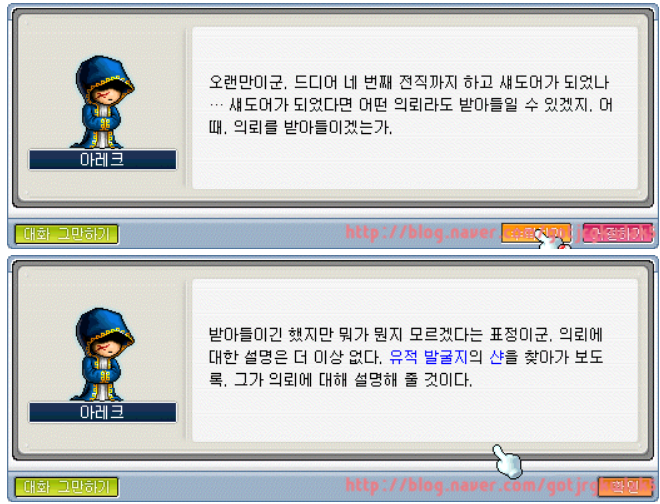 오랜만이군. 드디어 네 번째 전직까지 하고 섀도어가 되었나
… 섀도어가 되었다면 어떤 의뢰라도 받아들일 수 있겠지. 어
때, 의뢰를 받아들이겠는가.
아레크
대화 그만하기
http://blog.naver
받아들이긴 했지만 뭐가 뭔지 모르겠다는 표정이군. 의뢰에
대한 설명은 더 이상 없다. 유적 발굴지의 샨을 찾아가 보도
록. 그가 의뢰에 대해 설명해 줄 것이다.
아레크
대화 그만하기
http://blog.naver.com/gotjrg
확인